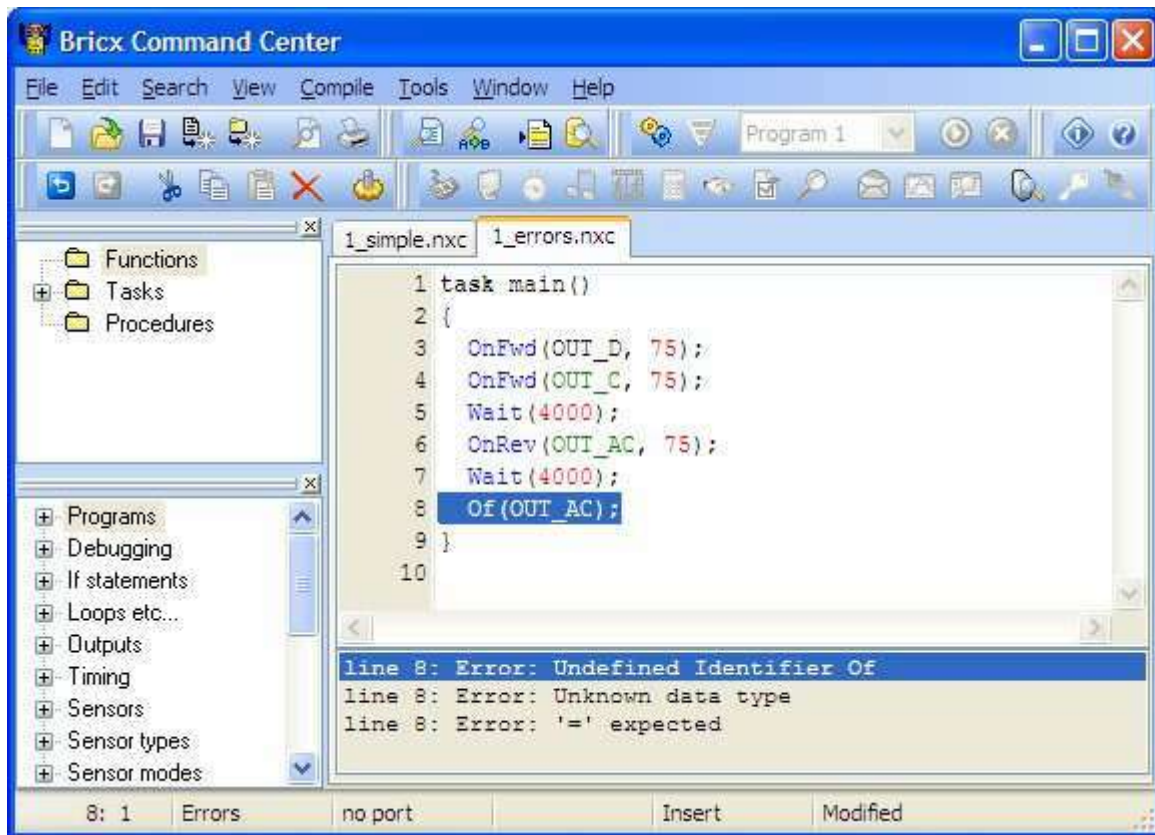 Bricx Command Center
File Edit Search View Compile Tools Window Help
Program 1
Functions
Tasks
Procedures
1_simple.nxc 1_errors.nxc
1 task main()
2 {
3 OnFwd(OUT_D, 75);
4 OnFwd(OUT_C, 75);
5 Wait(4000);
6 OnRev(OUT_AC, 75);
7 Wait(4000);
8 Of(OUT_AC);
9 }
10
Programs
Debugging
If statements
Loops etc...
Outputs
Timing
Sensors
Sensor types
Sensor modes
line 8: Error: Undefined Identifier Of
line 8: Error: Unknown data type
line 8: Error: '=' expected
8: 1 Errors no port Insert Modified